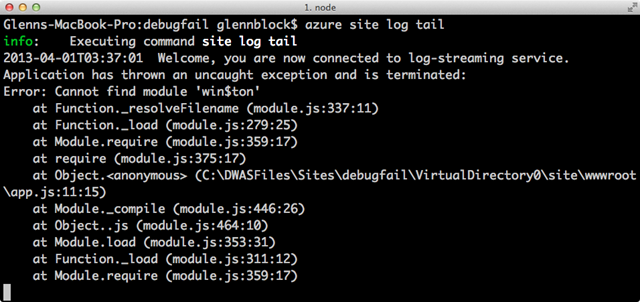 1. node
Glenns-MacBook-Pro:debugfail glennblock$ azure site log tail
info:    Executing command site log tail
2013-04-01T03:37:01  Welcome, you are now connected to log-streaming service.
Application has thrown an uncaught exception and is terminated:
Error: Cannot find module 'win$ton'
    at Function._resolveFilename (module.js:337:11)
    at Function._load (module.js:279:25)
    at Module.require (module.js:359:17)
    at require (module.js:375:17)
    at Object.<anonymous> (C:\DWASFiles\Sites\debugfail\VirtualDirectory0\site\wwwroot
\app.js:11:15)
    at Module._compile (module.js:446:26)
    at Object..js (module.js:464:10)
    at Module.load (module.js:353:31)
    at Function._load (module.js:311:12)
    at Module.require (module.js:359:17)